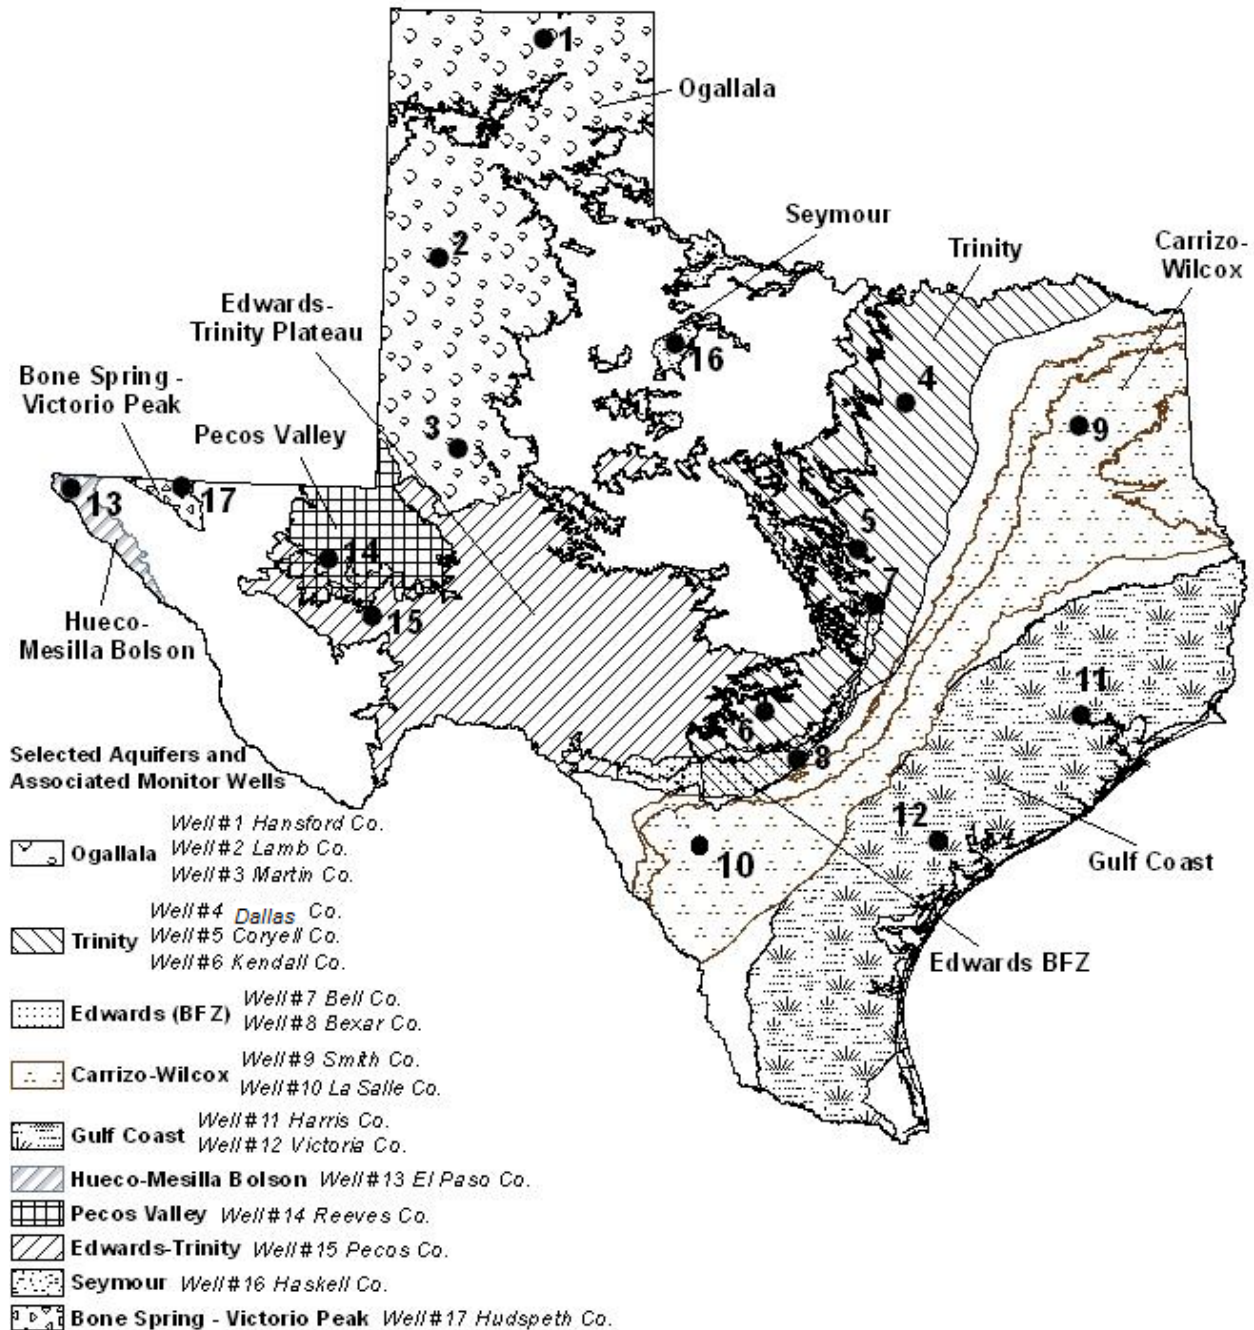 1
Ogallala
Seymour
Carrizo-
Wilcox
Trinity
2
Edwards-
Trinity Plateau
16
4
Bone Spring -
Victorio Peak
Pecos Valley
3
9
13
17
5
14
7
15
Hueco-
Mesilla Bolson
6
11
8
12
10
Gulf Coast
Edwards BFZ
Selected Aquifers and
Associated Monitor Wells
Ogallala
Well #1 Hansford Co.
Well #2 Lamb Co.
Well #3 Martin Co.
Trinity
Well #4 Dallas Co.
Well #5 Coryell Co.
Well #6 Kendall Co.
Edwards (BFZ)
Well #7 Bell Co.
Well #8 Bexar Co.
Carrizo-Wilcox
Well #9 Smith Co.
Well #10 La Salle Co.
Gulf Coast
Well #11 Harris Co.
Well #12 Victoria Co.
Hueco-Mesilla Bolson Well #13 El Paso Co.
Pecos Valley Well #14 Reeves Co.
Edwards-Trinity Well #15 Pecos Co.
Seymour Well #16 Haskell Co.
Bone Spring - Victorio Peak Well #17 Hudspeth Co.